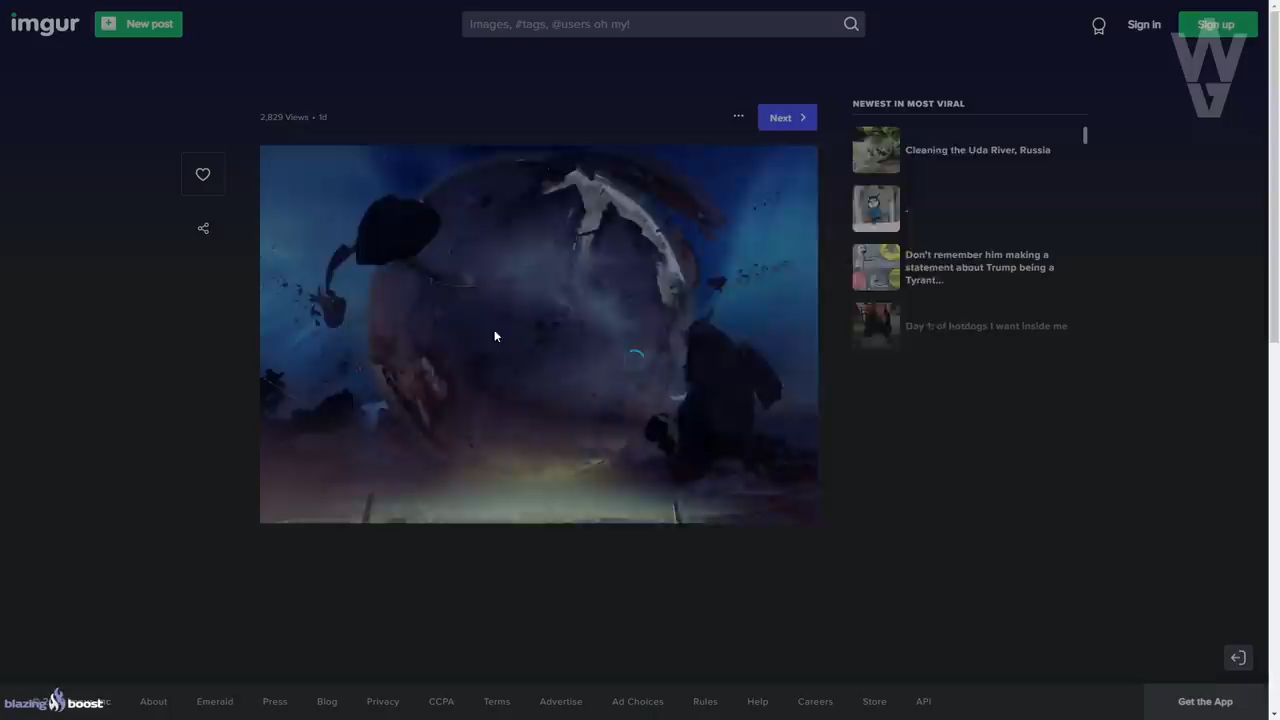 imgur
New post
Images, #tags, @users oh my!
Sign in
Sign up
2,829 Views • 1d
Next
NEWEST IN MOST VIRAL
Cleaning the Uda River, Russia
.
Don't remember him making a
statement about Trump being a
Tyrant...
of hotdogs I want inside me
blazing boost
About
Emerald
Press
Blog
Privacy
CCPA
Terms
Advertise
Ad Choices
Rules
Help
Careers
Store
API
Get the App